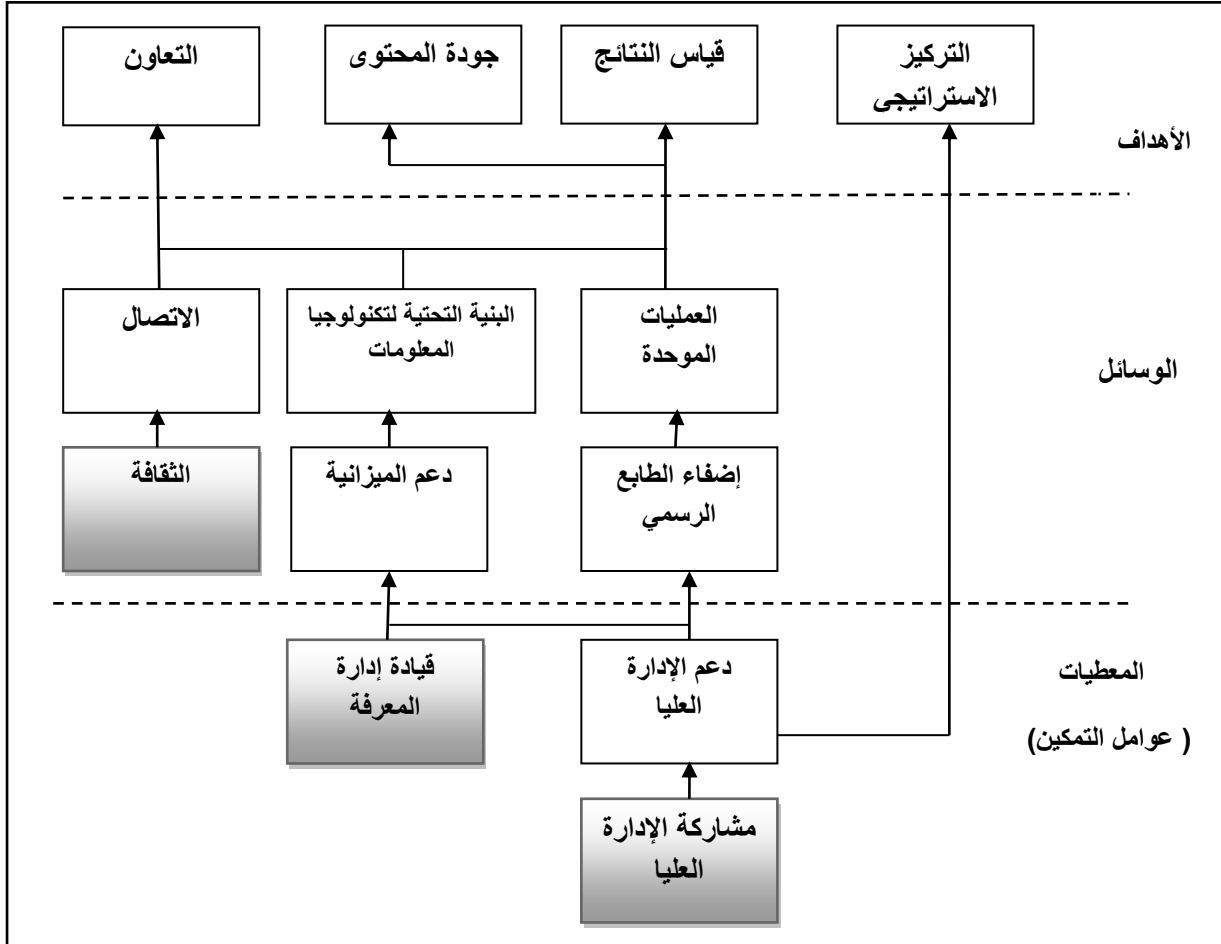 التركيز
الاستراتيجى
قياس النتائج
جودة المحتوى
التعاون
الأهداف
العمليات
الموحدة
البنية التحتية لتكنولوجيا
المعلومات
الاتصال
الوسائل
إضفاء الطابع
الرسمي
دعم الميزانية
الثقافة
المعطيات
( عوامل التمكين)
دعم الإدارة
العليا
قيادة إدارة
المعرفة
مشاركة الإدارة
العليا